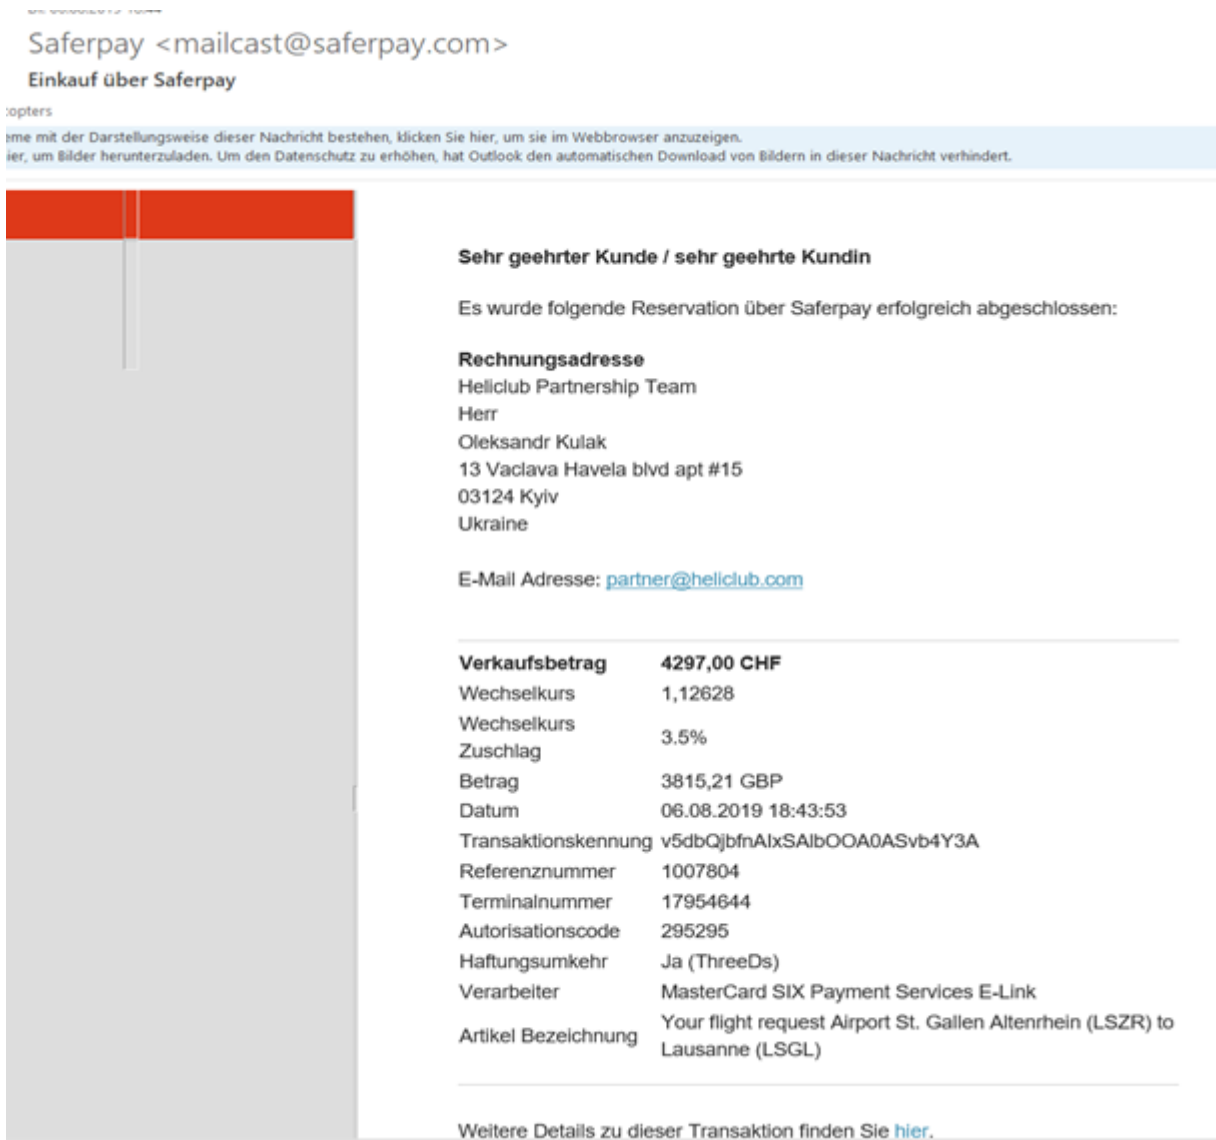 Saferpay <mailcast@saferpay.com>
Einkauf über Saferpay
copters
eme mit der Darstellungsweise dieser Nachricht bestehen, klicken Sie hier, um sie im Webbrowser anzuzeigen.
ier, um Bilder herunterzuladen. Um den Datenschutz zu erhöhen, hat Outlook den automatischen Download von Bildern in dieser Nachricht verhindert.
Sehr geehrter Kunde / sehr geehrte Kundin
Es wurde folgende Reservation über Saferpay erfolgreich abgeschlossen:
Rechnungsadresse
Heliclub Partnership Team
Herr
Oleksandr Kulak
13 Vaclava Havela blvd apt #15
03124 Kyiv
Ukraine
E-Mail Adresse: partner@heliclub.com
Verkaufsbetrag 4297,00 CHF
Wechselkurs 1,12628
Wechselkurs Zuschlag 3.5%
Betrag 3815,21 GBP
Datum 06.08.2019 18:43:53
Transaktionskennung v5dbQjbfnAIxSAlbOOA0ASvb4Y3A
Referenznummer 1007804
Terminalnummer 17954644
Autorisationscode 295295
Haftungsumkehr Ja (ThreeDs)
Verarbeiter MasterCard SIX Payment Services E-Link
Artikel Bezeichnung Your flight request Airport St. Gallen Altenrhein (LSZR) to
Lausanne (LSGL)
Weitere Details zu dieser Transaktion finden Sie hier.